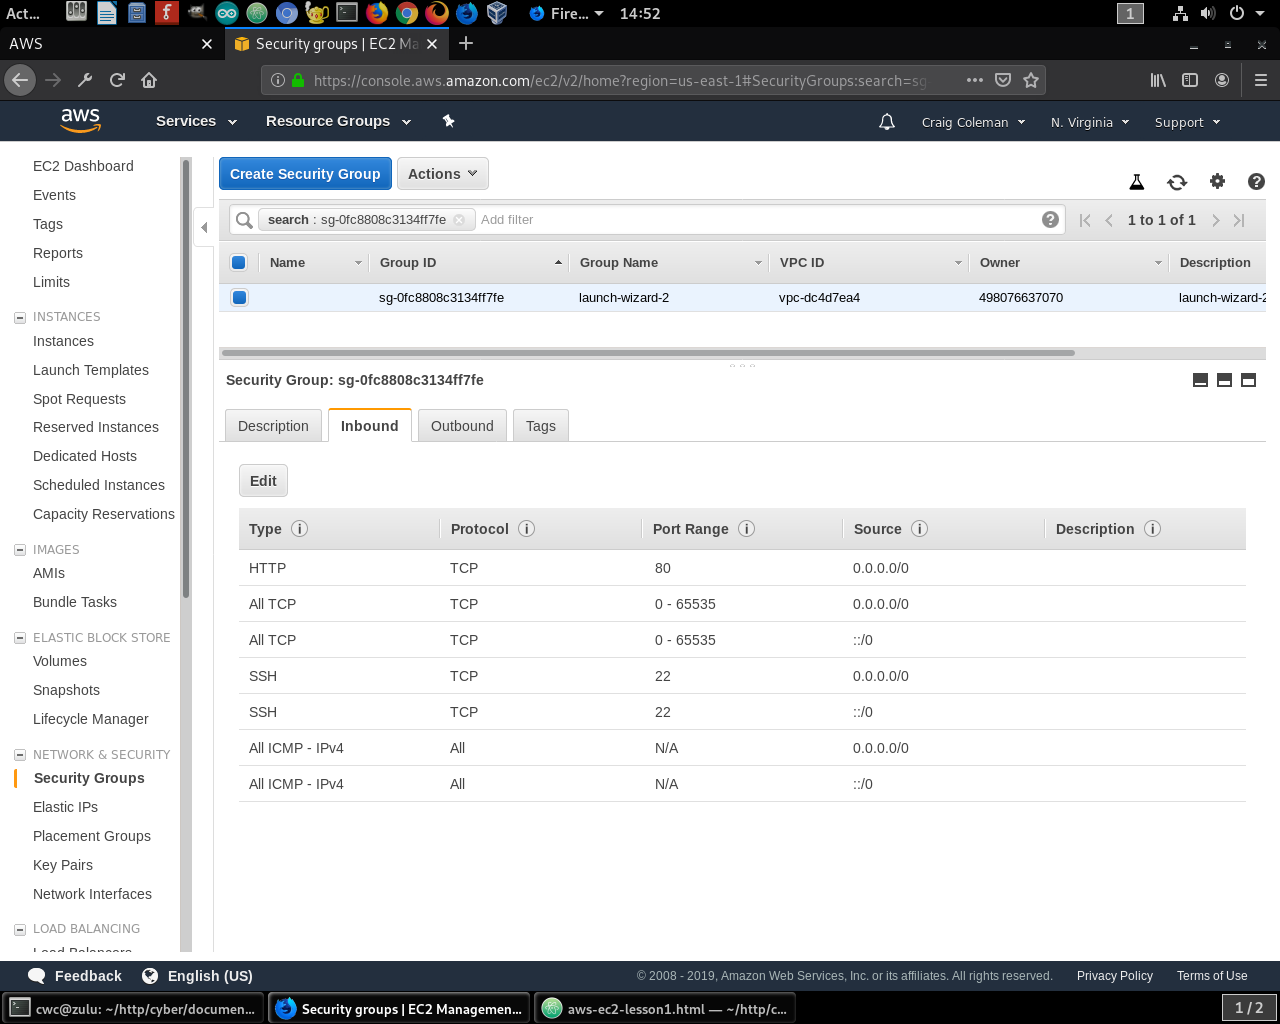 Act...
Fire...
14:52
1
AWS
Security groups | EC2 Ma
https://console.aws.amazon.com/ec2/v2/home?region=us-east-1#SecurityGroups:search=sg
aws
Services
Resource Groups
Craig Coleman
N. Virginia
Support
EC2 Dashboard
Events
Tags
Reports
Limits
INSTANCES
Instances
Launch Templates
Spot Requests
Reserved Instances
Dedicated Hosts
Scheduled Instances
Capacity Reservations
IMAGES
AMIs
Bundle Tasks
ELASTIC BLOCK STORE
Volumes
Snapshots
Lifecycle Manager
NETWORK & SECURITY
Security Groups
Elastic IPs
Placement Groups
Key Pairs
Network Interfaces
LOAD BALANCING
Load Balancers
Create Security Group
Actions
search : sg-0fc8808c3134ff7fe
Add filter
1 to 1 of 1
Name Group ID Group Name VPC ID Owner Description
sg-0fc8808c3134ff7fe launch-wizard-2 vpc-dc4d7ea4 498076637070 launch-wizard-2
Security Group: sg-0fc8808c3134ff7fe
Description Inbound Outbound Tags
Edit
Type Protocol Port Range Source Description
HTTP TCP 80 0.0.0.0/0
All TCP TCP 0 - 65535 0.0.0.0/0
All TCP TCP 0 - 65535 ::/0
SSH TCP 22 0.0.0.0/0
SSH TCP 22 ::/0
All ICMP - IPv4 All N/A 0.0.0.0/0
All ICMP - IPv4 All N/A ::/0
Feedback
English (US)
© 2008 - 2019, Amazon Web Services, Inc. or its affiliates. All rights reserved.
Privacy Policy
Terms of Use
cwc@zulu: ~/http/cyber/documen...
Security groups | EC2 Managemen...
aws-ec2-lesson1.html — ~/http/c...
1 / 2